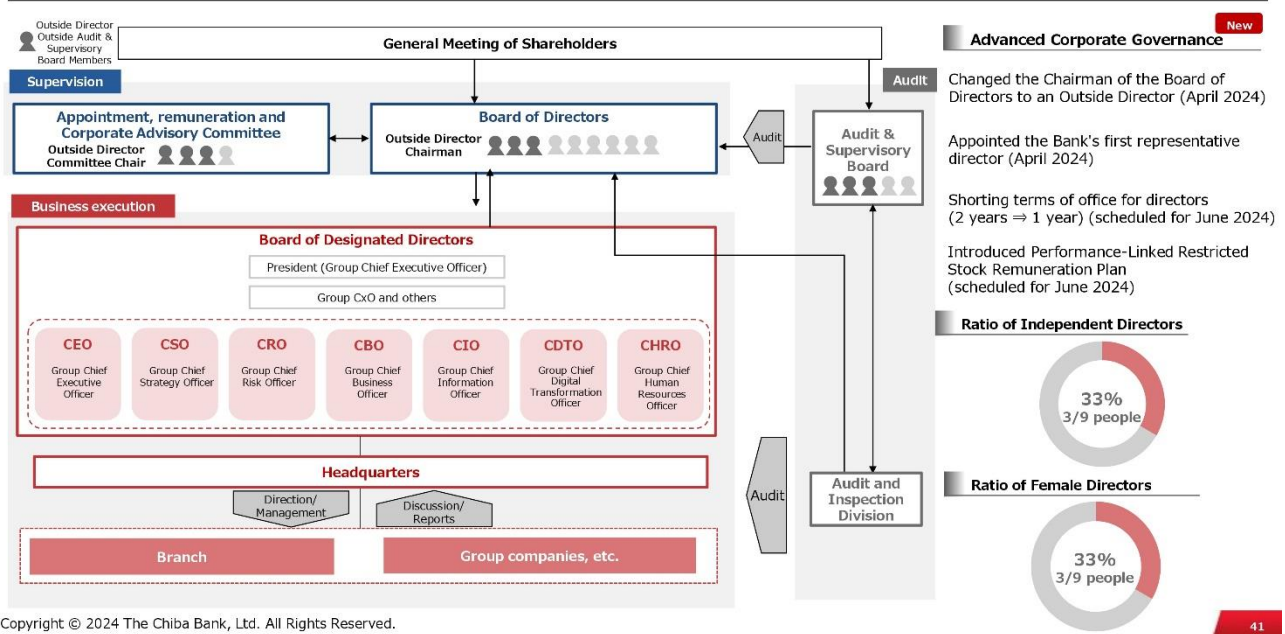 Outside Director
Outside Audit &
Supervisory
Board Members
General Meeting of Shareholders
New
Advanced Corporate Governance
Supervision
Audit
Appointment, remuneration and
Corporate Advisory Committee
Outside Director
Committee Chair
Board of Directors
Outside Director
Chairman
Audit
Audit &
Supervisory
Board
Changed the Chairman of the Board of
Directors to an Outside Director (April 2024)
Appointed the Bank's first representative
director (April 2024)
Shorting terms of office for directors
(2 years ⇒ 1 year) (scheduled for June 2024)
Introduced Performance-Linked Restricted
Stock Remuneration Plan
(scheduled for June 2024)
Business execution
Board of Designated Directors
President (Group Chief Executive Officer)
Group CxO and others
CEO
Group Chief
Executive
Officer
CSO
Group Chief
Strategy Officer
CRO
Group Chief
Risk Officer
CBO
Group Chief
Business
Officer
CIO
Group Chief
Information
Officer
CDTO
Group Chief
Digital
Transformation
Officer
CHRO
Group Chief
Human
Resources
Officer
Ratio of Independent Directors
33%
3/9 people
Headquarters
Direction/
Management
Discussion/
Reports
Audit
Audit and
Inspection
Division
Ratio of Female Directors
33%
3/9 people
Branch
Group companies, etc.
Copyright © 2024 The Chiba Bank, Ltd. All Rights Reserved.
41